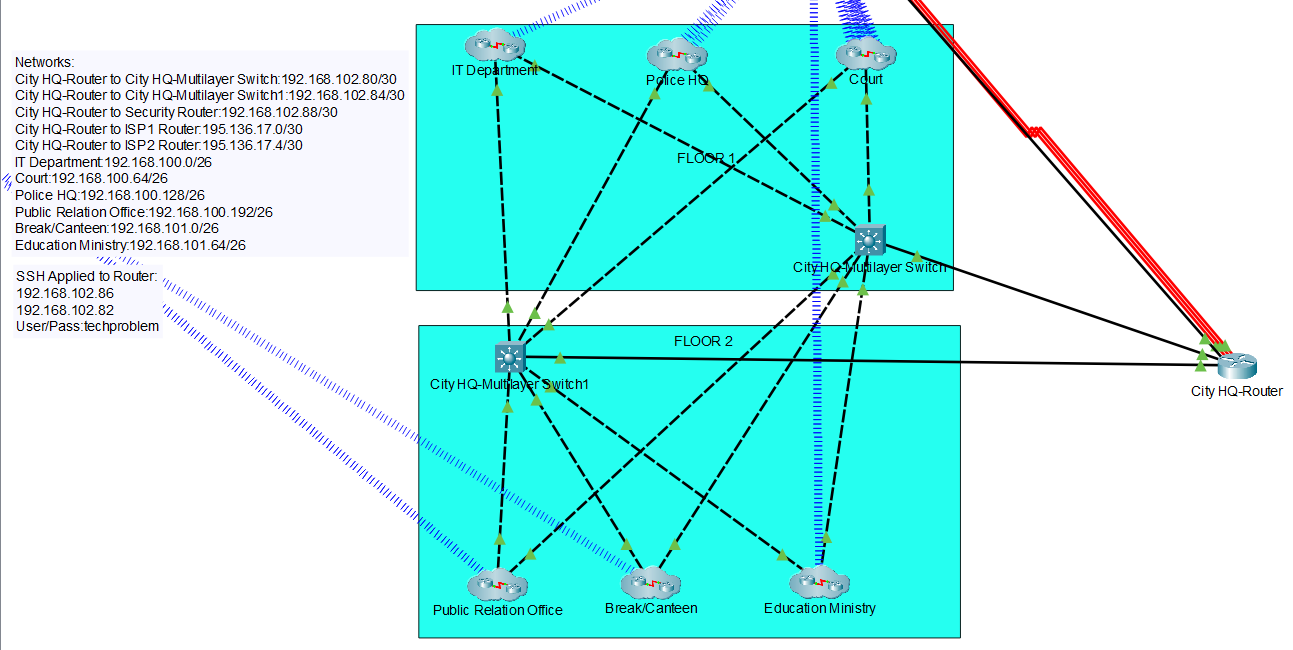 Networks:
City HQ-Router to City HQ-Multilayer Switch:192.168.102.80/30
City HQ-Router to City HQ-Multilayer Switch1:192.168.102.84/30
City HQ-Router to Security Router:192.168.102.88/30
City HQ-Router to ISP1 Router:195.136.17.0/30
City HQ-Router to ISP2 Router:195.136.17.4/30
IT Department:192.168.100.0/26
Court:192.168.100.64/26
Police HQ:192.168.100.128/26
Public Relation Office:192.168.100.192/26
Break/Canteen:192.168.101.0/26
Education Ministry:192.168.101.64/26
SSH Applied to Router:
192.168.102.86
192.168.102.82
User/Pass:techproblem
IT Department
Police HQ
Court
FLOOR 1
City HQ-Multilayer Switch
FLOOR 2
City HQ-Multilayer Switch1
City HQ-Router
Public Relation Office
Break/Canteen
Education Ministry